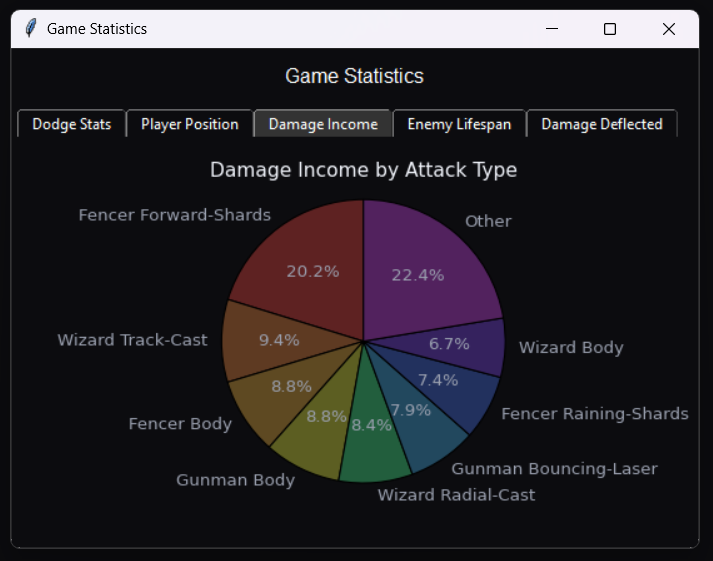 Game Statistics
Game Statistics
Dodge Stats Player Position Damage Income Enemy Lifespan Damage Deflected
Damage Income by Attack Type
Fencer Forward-Shards
Other
20.2%
22.4%
Wizard Track-Cast
9.4%
6.7%
Wizard Body
8.8%
7.4%
Fencer Body
8.8%
8.4%
7.9%
Fencer Raining-Shards
Gunman Body
Gunman Bouncing-Laser
Wizard Radial-Cast